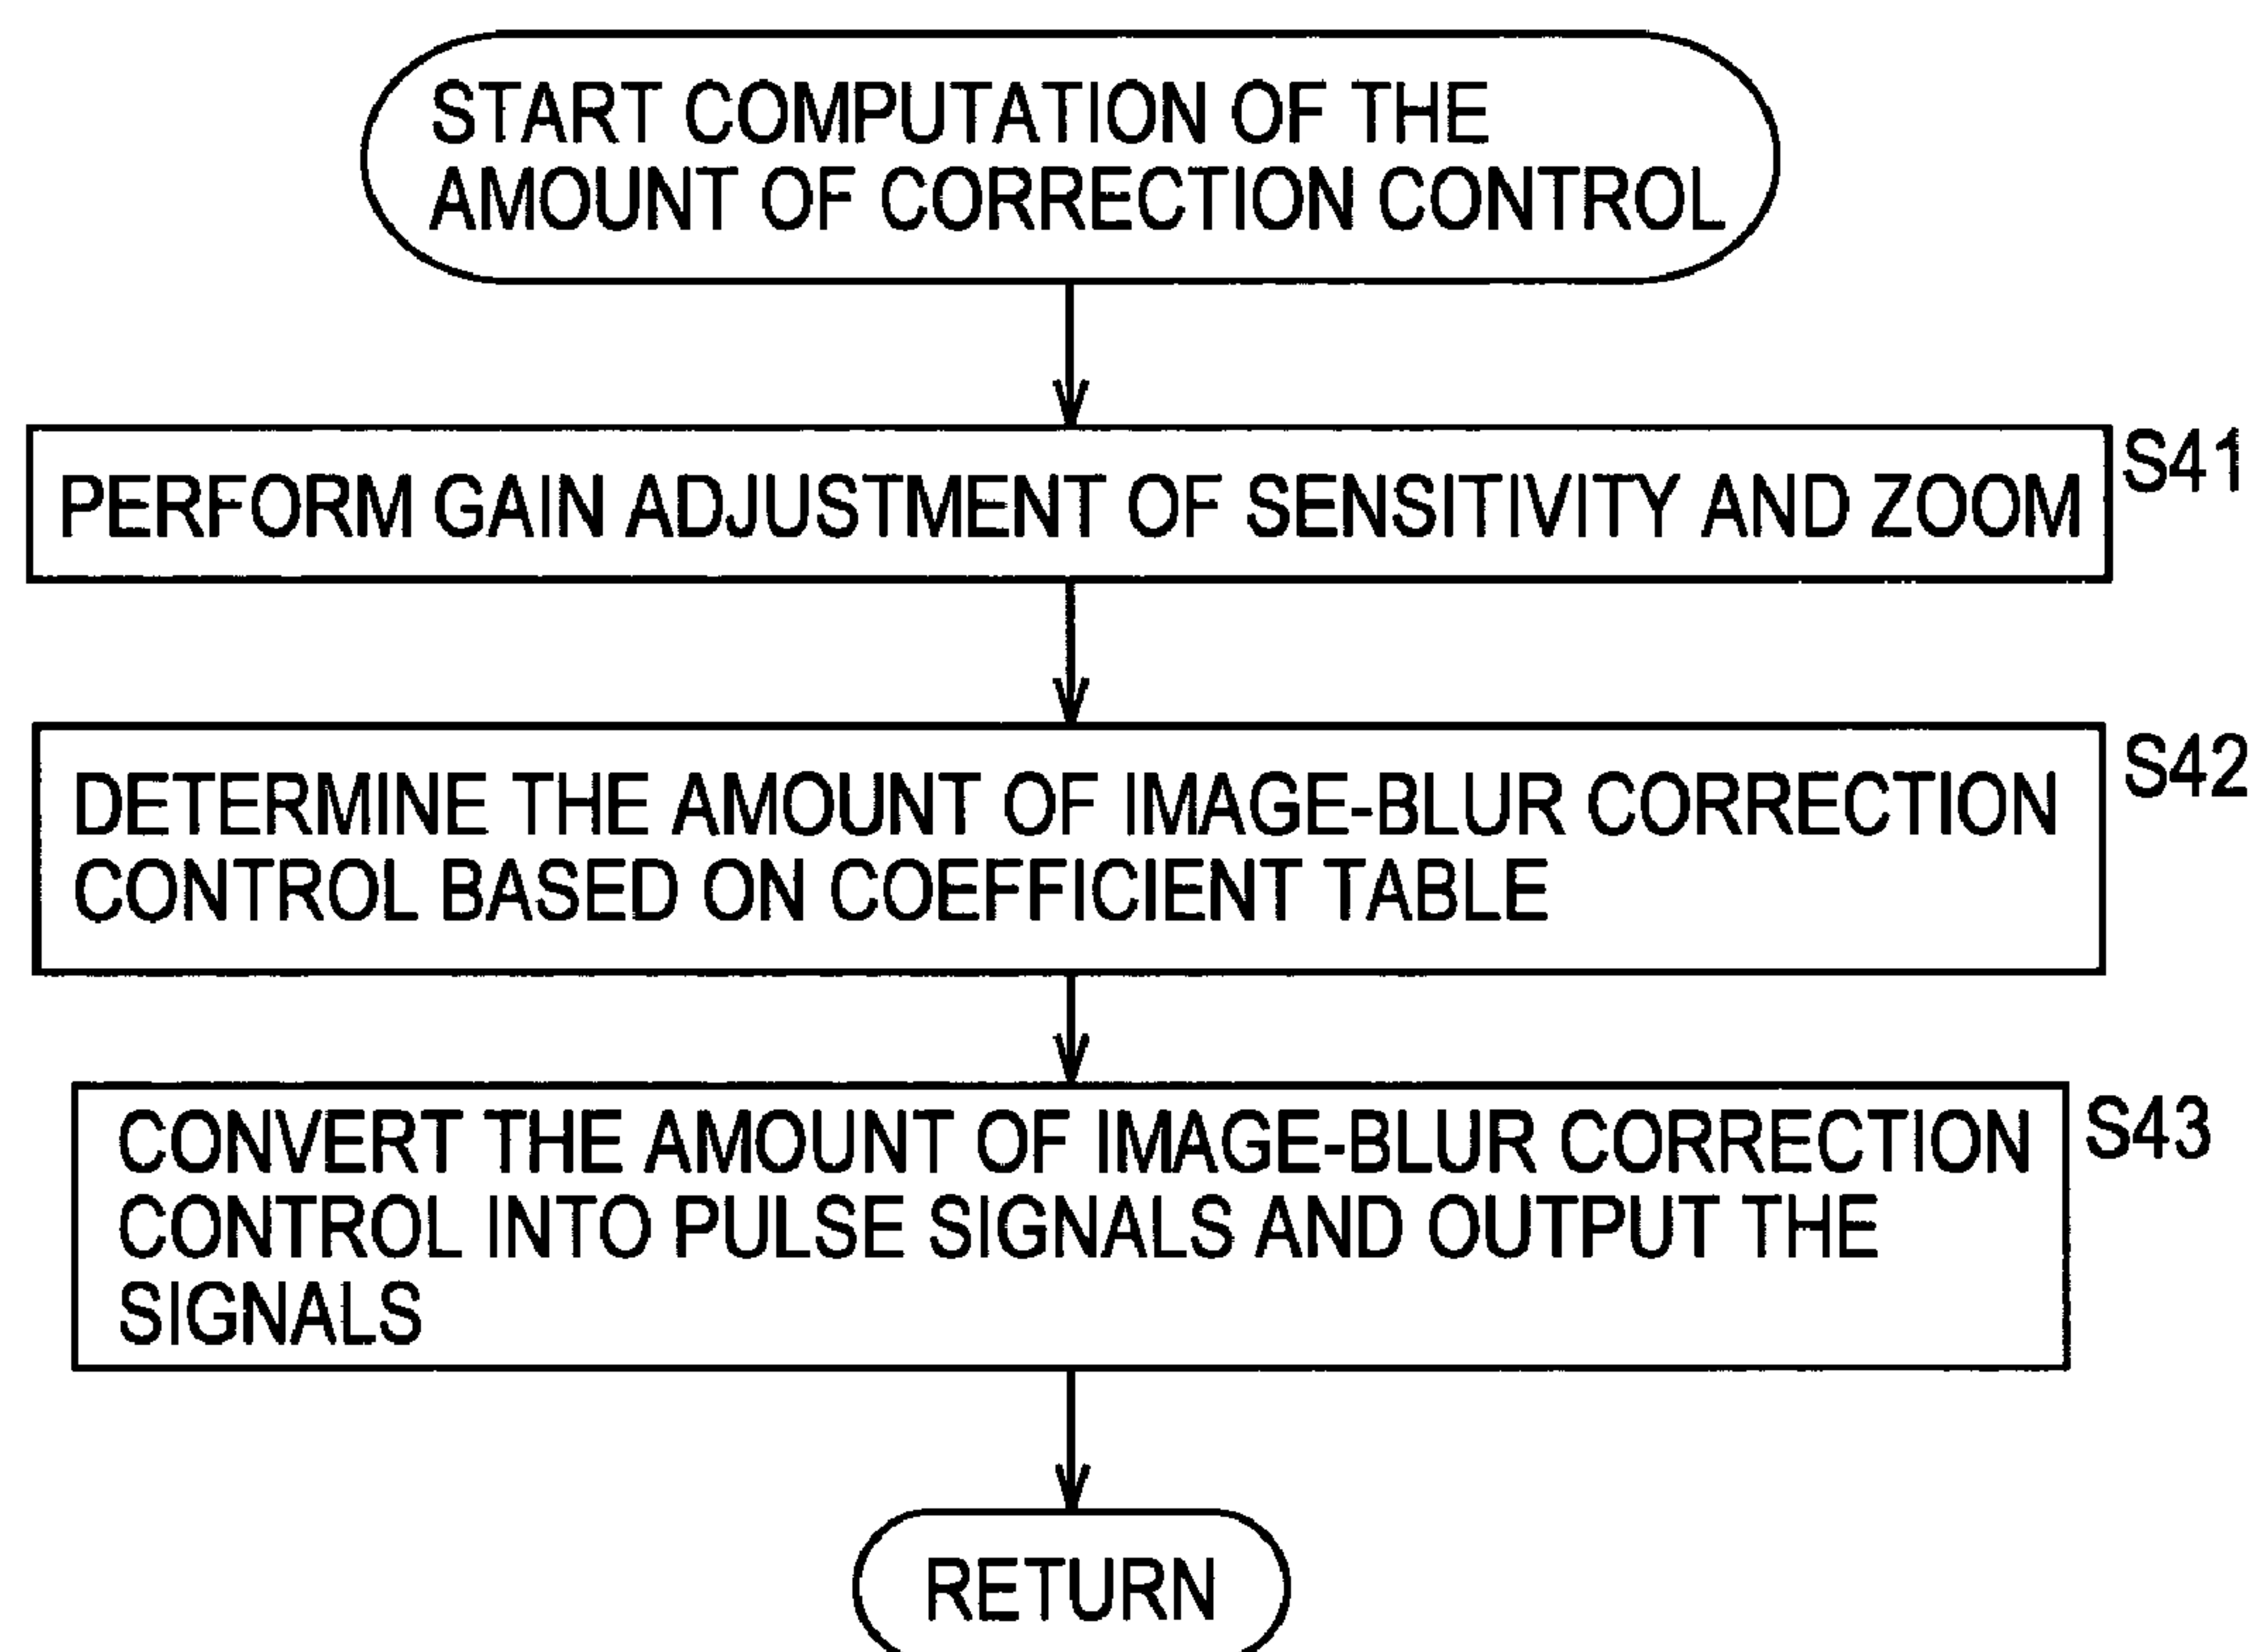 START COMPUTATION OF THE
AMOUNT OF CORRECTION CONTROL
PERFORM GAIN ADJUSTMENT OF SENSITIVITY AND ZOOM
S41
DETERMINE THE AMOUNT OF IMAGE-BLUR CORRECTION
CONTROL BASED ON COEFFICIENT TABLE
S42
CONVERT THE AMOUNT OF IMAGE-BLUR CORRECTION
CONTROL INTO PULSE SIGNALS AND OUTPUT THE
SIGNALS
S43
RETURN